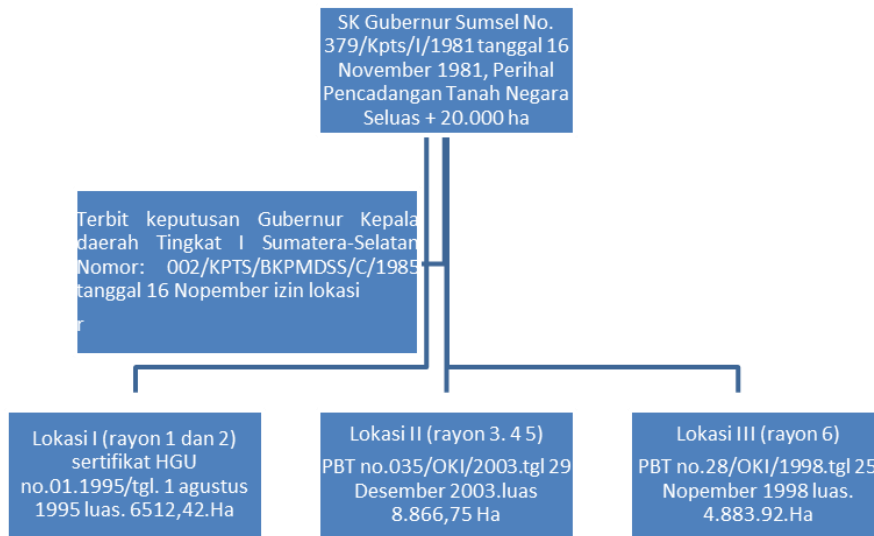 SK Gubernur Sumsel No.
379/Kpts/I/1981 tanggal 16
November 1981, Perihal
Pencadangan Tanah Negara
Seluas + 20.000 ha
Terbit keputusan Gubernur Kepala
daerah Tingkat I Sumatera-Selatan
Nomor: 002/KPTS/BKPMDSS/C/1985
tanggal 16 Nopember izin lokasi
r
Lokasi I (rayon 1 dan 2)
sertifikat HGU
no.01.1995/tgl. 1 agustus
1995 luas. 6512,42.Ha
Lokasi II (rayon 3. 4 5)
PBT no.035/OKI/2003.tgl 29
Desember 2003.luas
8.866,75 Ha
Lokasi III (rayon 6)
PBT no.28/OKI/1998.tgl 25
Nopember 1998 luas.
4.883.92.Ha